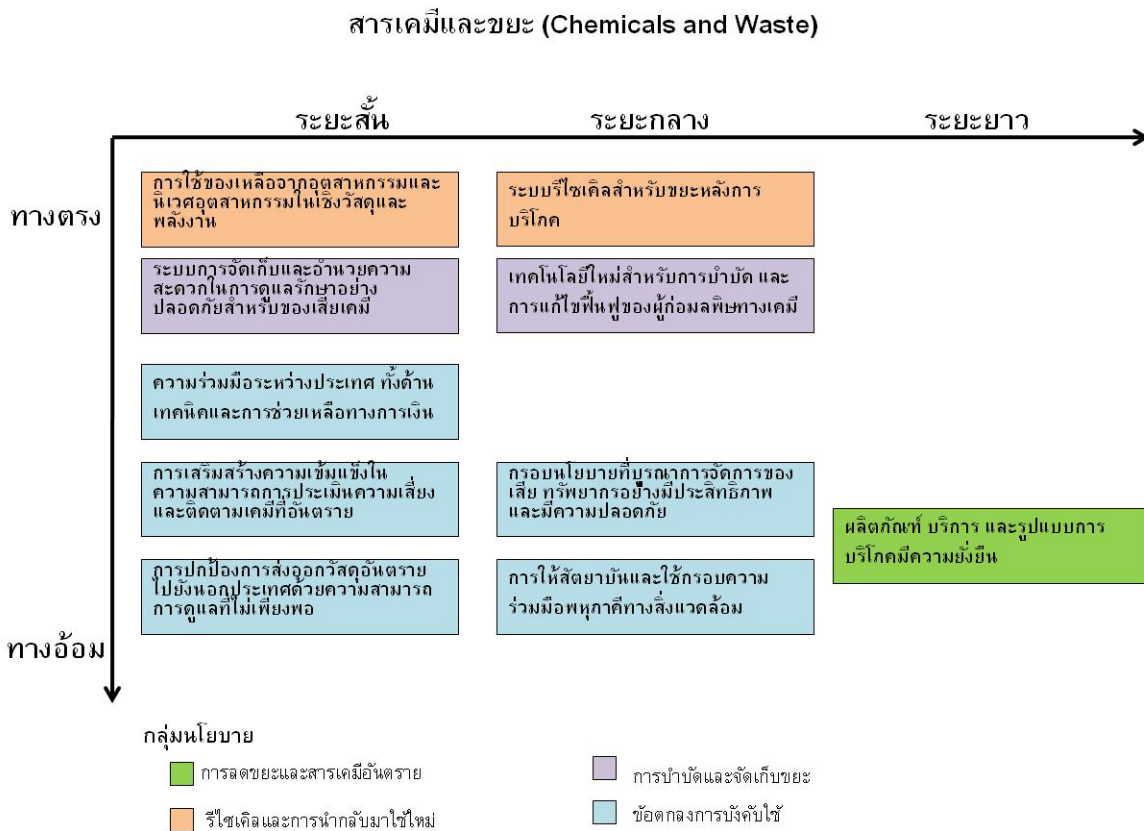 สารเคมีและขยะ (Chemicals and Waste)
ระยะสั้น
ระยะกลาง
ระยะยาว
ทางตรง
การใช้ของเหลือจากอุตสาหกรรมและ
นิเวศอุตสาหกรรมในเชิงวัสดุและ
พลังงาน
ระบบรีไซเคิลสำหรับขยะหลังการ
บริโภค
ระบบการจัดเก็บและอำนวยความ
สะดวกในการดูแลรักษาอย่าง
ปลอดภัยสำหรับของเสียเคมี
เทคโนโลยีใหม่สำหรับการบำบัด และ
การแก้ไขฟื้นฟูของผู้ก่อมลพิษทางเคมี
ความร่วมมือระหว่างประเทศ ทั้งด้าน
เทคนิคและการช่วยเหลือทางการเงิน
การเสริมสร้างความเข้มแข็งใน
ความสามารถการประเมินความเสี่ยง
และติดตามเคมีที่อันตราย
กรอบนโยบายที่บูรณาการจัดการของ
เสีย ทรัพยากรอย่างมีประสิทธิภาพ
และมีความปลอดภัย
ผลิตภัณฑ์ บริการ และรูปแบบการ
บริโภคมีความยั่งยืน
การปกป้องการส่งออกวัสดุอันตราย
ไปยังนอกประเทศด้วยความสามารถ
การดูแลที่ไม่เพียงพอ
การให้สัตยาบันและใช้กรอบความ
ร่วมมือพหุภาคีทางสิ่งแวดล้อม
ทางอ้อม
กลุ่มนโยบาย
การลดขยะและสารเคมีอันตราย
การบำบัดและจัดเก็บขยะ
รีไซเคิลและการนำกลับมาใช้ใหม่
ข้อตกลงการบังคับใช้